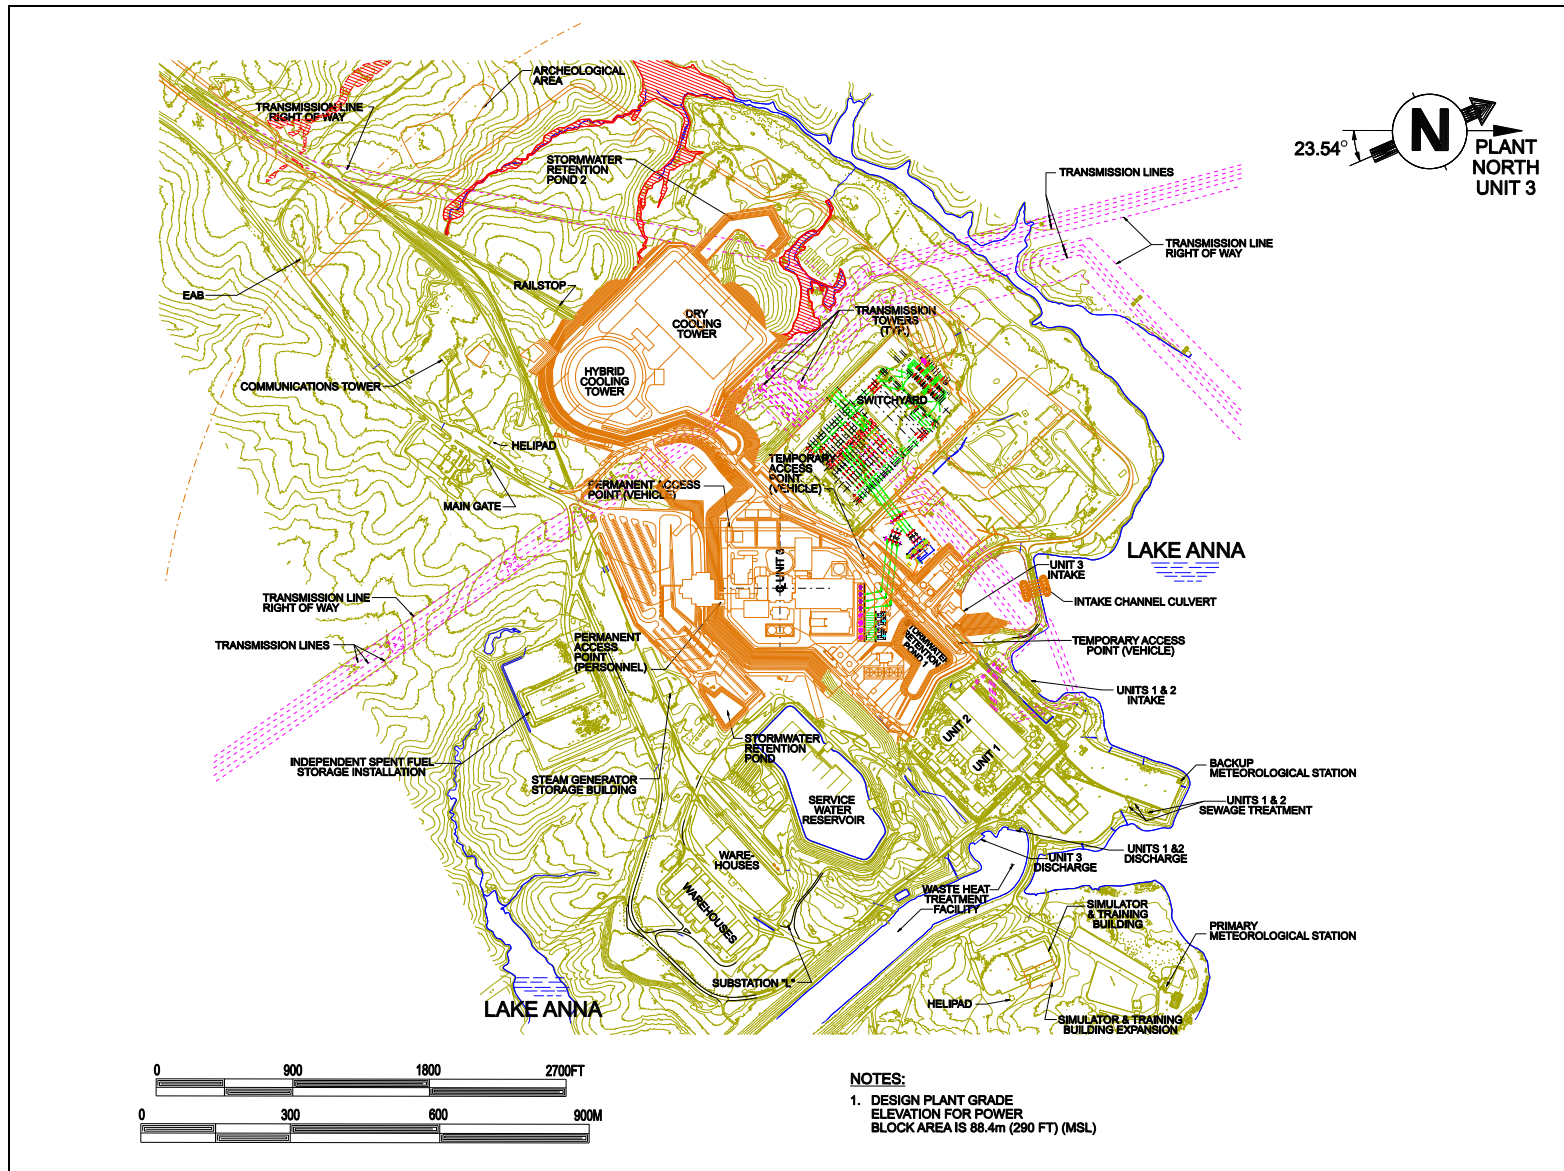 ARCHEOLOGICAL
AREA
TRANSMISSION LINE
RIGHT OF WAY
N
23.54°
PLANT
NORTH
UNIT 3
STORMWATER
RETENTION
POND 2
TRANSMISSION LINES
TRANSMISSION LINE
RIGHT OF WAY
EAB
RAILSTOP
DRY
COOLING
TOWER
TRANSMISSION
TOWERS
(TYP.)
HYBRID
COOLING
TOWER
COMMUNICATIONS TOWER
SWITCHYARD
HELIPAD
TEMPORARY
ACCESS
POINT
(VEHICLE)
PERMANENT ACCESS
POINT (VEHICLE)
MAIN GATE
LAKE ANNA
UNIT 3
INTAKE
℄ UNIT 3
INTAKE CHANNEL CULVERT
TRANSMISSION LINE
RIGHT OF WAY
TRANSMISSION LINES
PERMANENT
ACCESS
POINT
(PERSONNEL)
STORMWATER
RETENTION
POND 1
TEMPORARY ACCESS
POINT (VEHICLE)
UNITS 1 & 2
INTAKE
UNIT 2
UNIT 1
STORMWATER
RETENTION
POND
INDEPENDENT SPENT FUEL
STORAGE INSTALLATION
STEAM GENERATOR
STORAGE BUILDING
BACKUP
METEOROLOGICAL STATION
SERVICE
WATER
RESERVOIR
UNITS 1 & 2
SEWAGE TREATMENT
WARE-
HOUSES
UNITS 1 &2
DISCHARGE
UNIT 3
DISCHARGE
WAREHOUSES
WASTE HEAT
TREATMENT
FACILITY
SIMULATOR
& TRAINING
BUILDING
PRIMARY
METEOROLOGICAL STATION
SUBSTATION "L"
HELIPAD
LAKE ANNA
SIMULATOR & TRAINING
BUILDING EXPANSION
0 900 1800 2700FT
0 300 600 900M
NOTES:
1. DESIGN PLANT GRADE
ELEVATION FOR POWER
BLOCK AREA IS 88.4m (290 FT) (MSL)